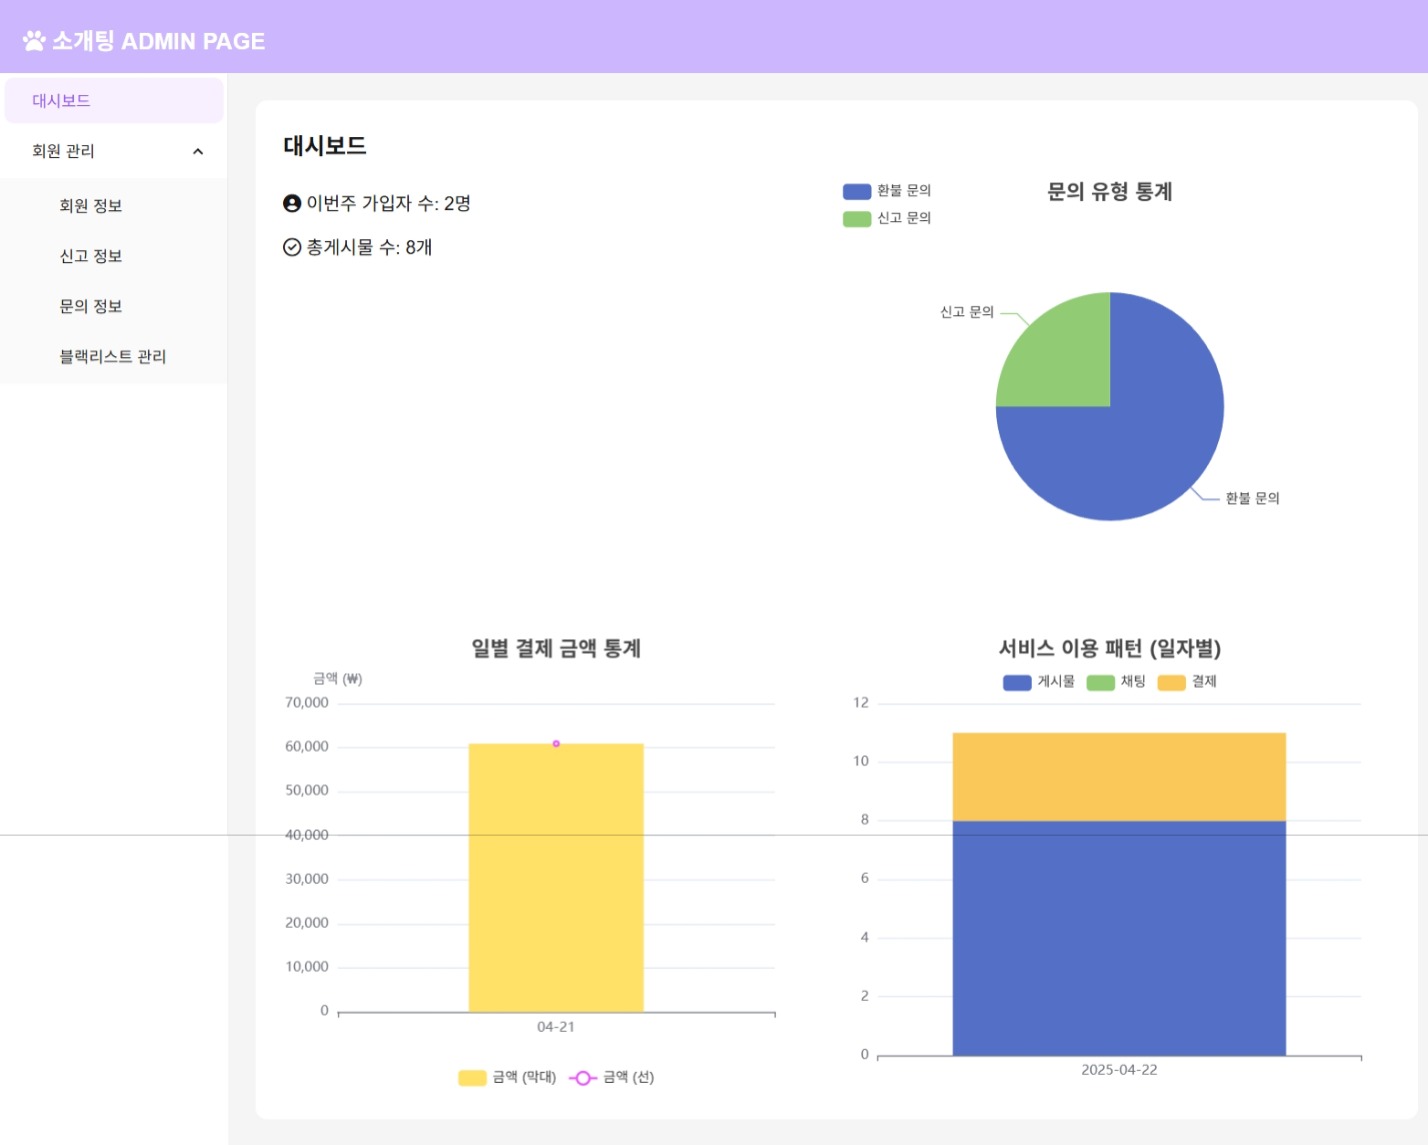 소개팅 ADMIN PAGE
대시보드
회원 관리
회원 정보
신고 정보
문의 정보
블랙리스트 관리
대시보드
이번주 가입자 수: 2명
총게시물 수: 8개
환불 문의
신고 문의
문의 유형 통계
신고 문의
환불 문의
일별 결제 금액 통계
금액 (₩)
70,000
60,000
50,000
40,000
30,000
20,000
10,000
0
04-21
금액 (막대) 금액 (선)
서비스 이용 패턴 (일자별)
게시물 채팅 결제
12
10
8
6
4
2
0
2025-04-22